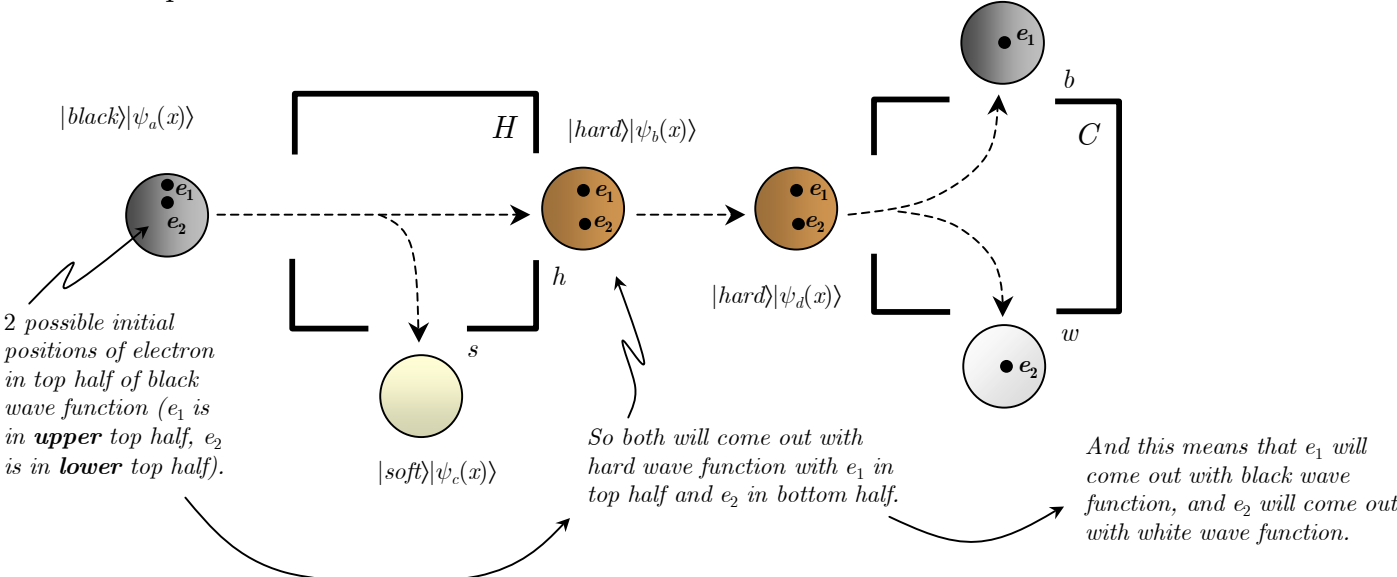 e₁
b
|black⟩|ψₐ(x)⟩
H
|hard⟩|ψ_b(x)⟩
C
e₁
e₂
e₁
e₂
e₁
e₂
h
|hard⟩|ψ_d(x)⟩
2 possible initial
positions of electron
in top half of black
wave function (e₁ is
in upper top half, e₂
is in lower top half).
s
|soft⟩|ψ_c(x)⟩
w
e₂
So both will come out with
hard wave function with e₁ in
top half and e₂ in bottom half.
And this means that e₁ will
come out with black wave
function, and e₂ will come out
with white wave function.